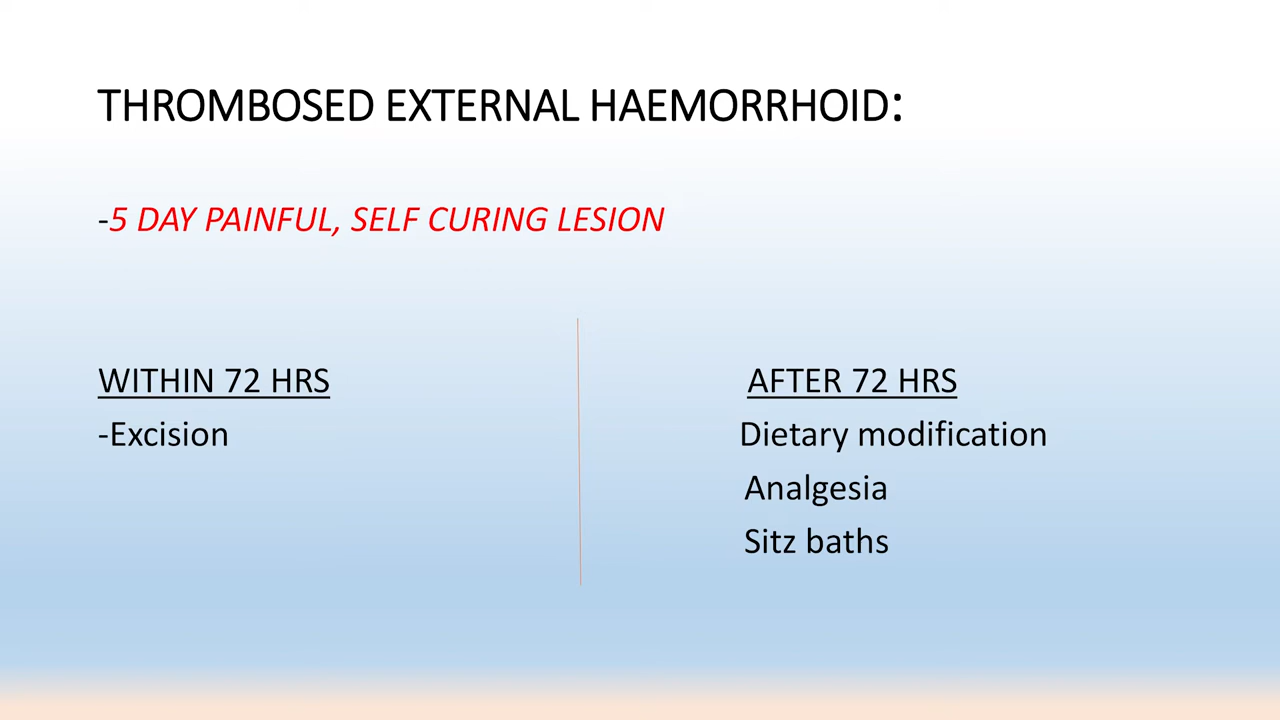 THROMBOSED EXTERNAL HAEMORRHOID:
-5 DAY PAINFUL, SELF CURING LESION
WITHIN 72 HRS
-Excision
AFTER 72 HRS
Dietary modification
Analgesia
Sitz baths